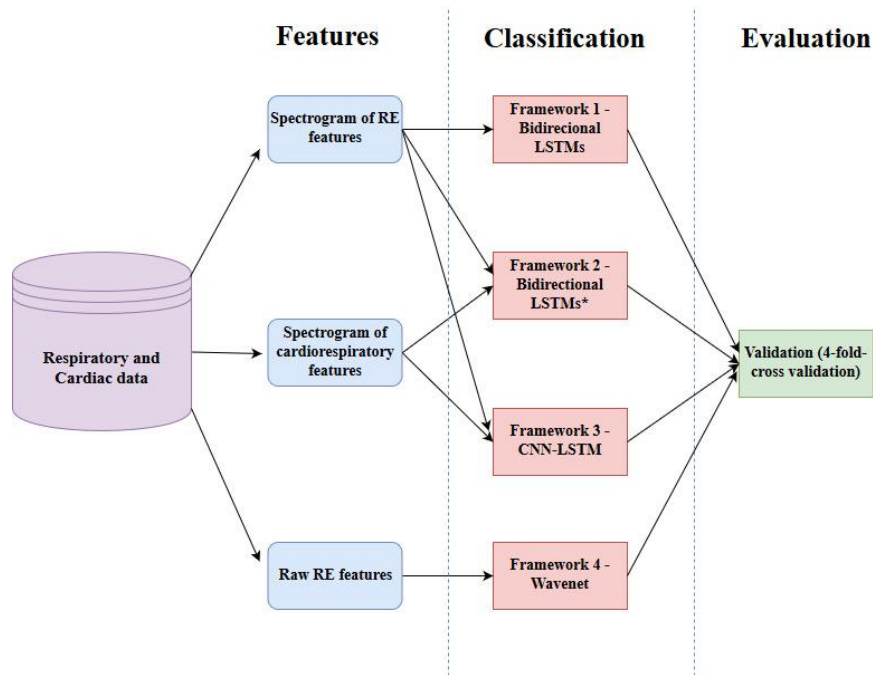 Features
Classification
Evaluation
Spectrogram of RE
features
Framework 1 -
Bidirecional
LSTMs
Framework 2 -
Bidirectional
LSTMs*
Respiratory and
Cardiac data
Spectrogram of
cardiorespiratory
features
Validation (4-fold-
cross validation)
Framework 3 -
CNN-LSTM
Raw RE features
Framework 4 -
Wavenet